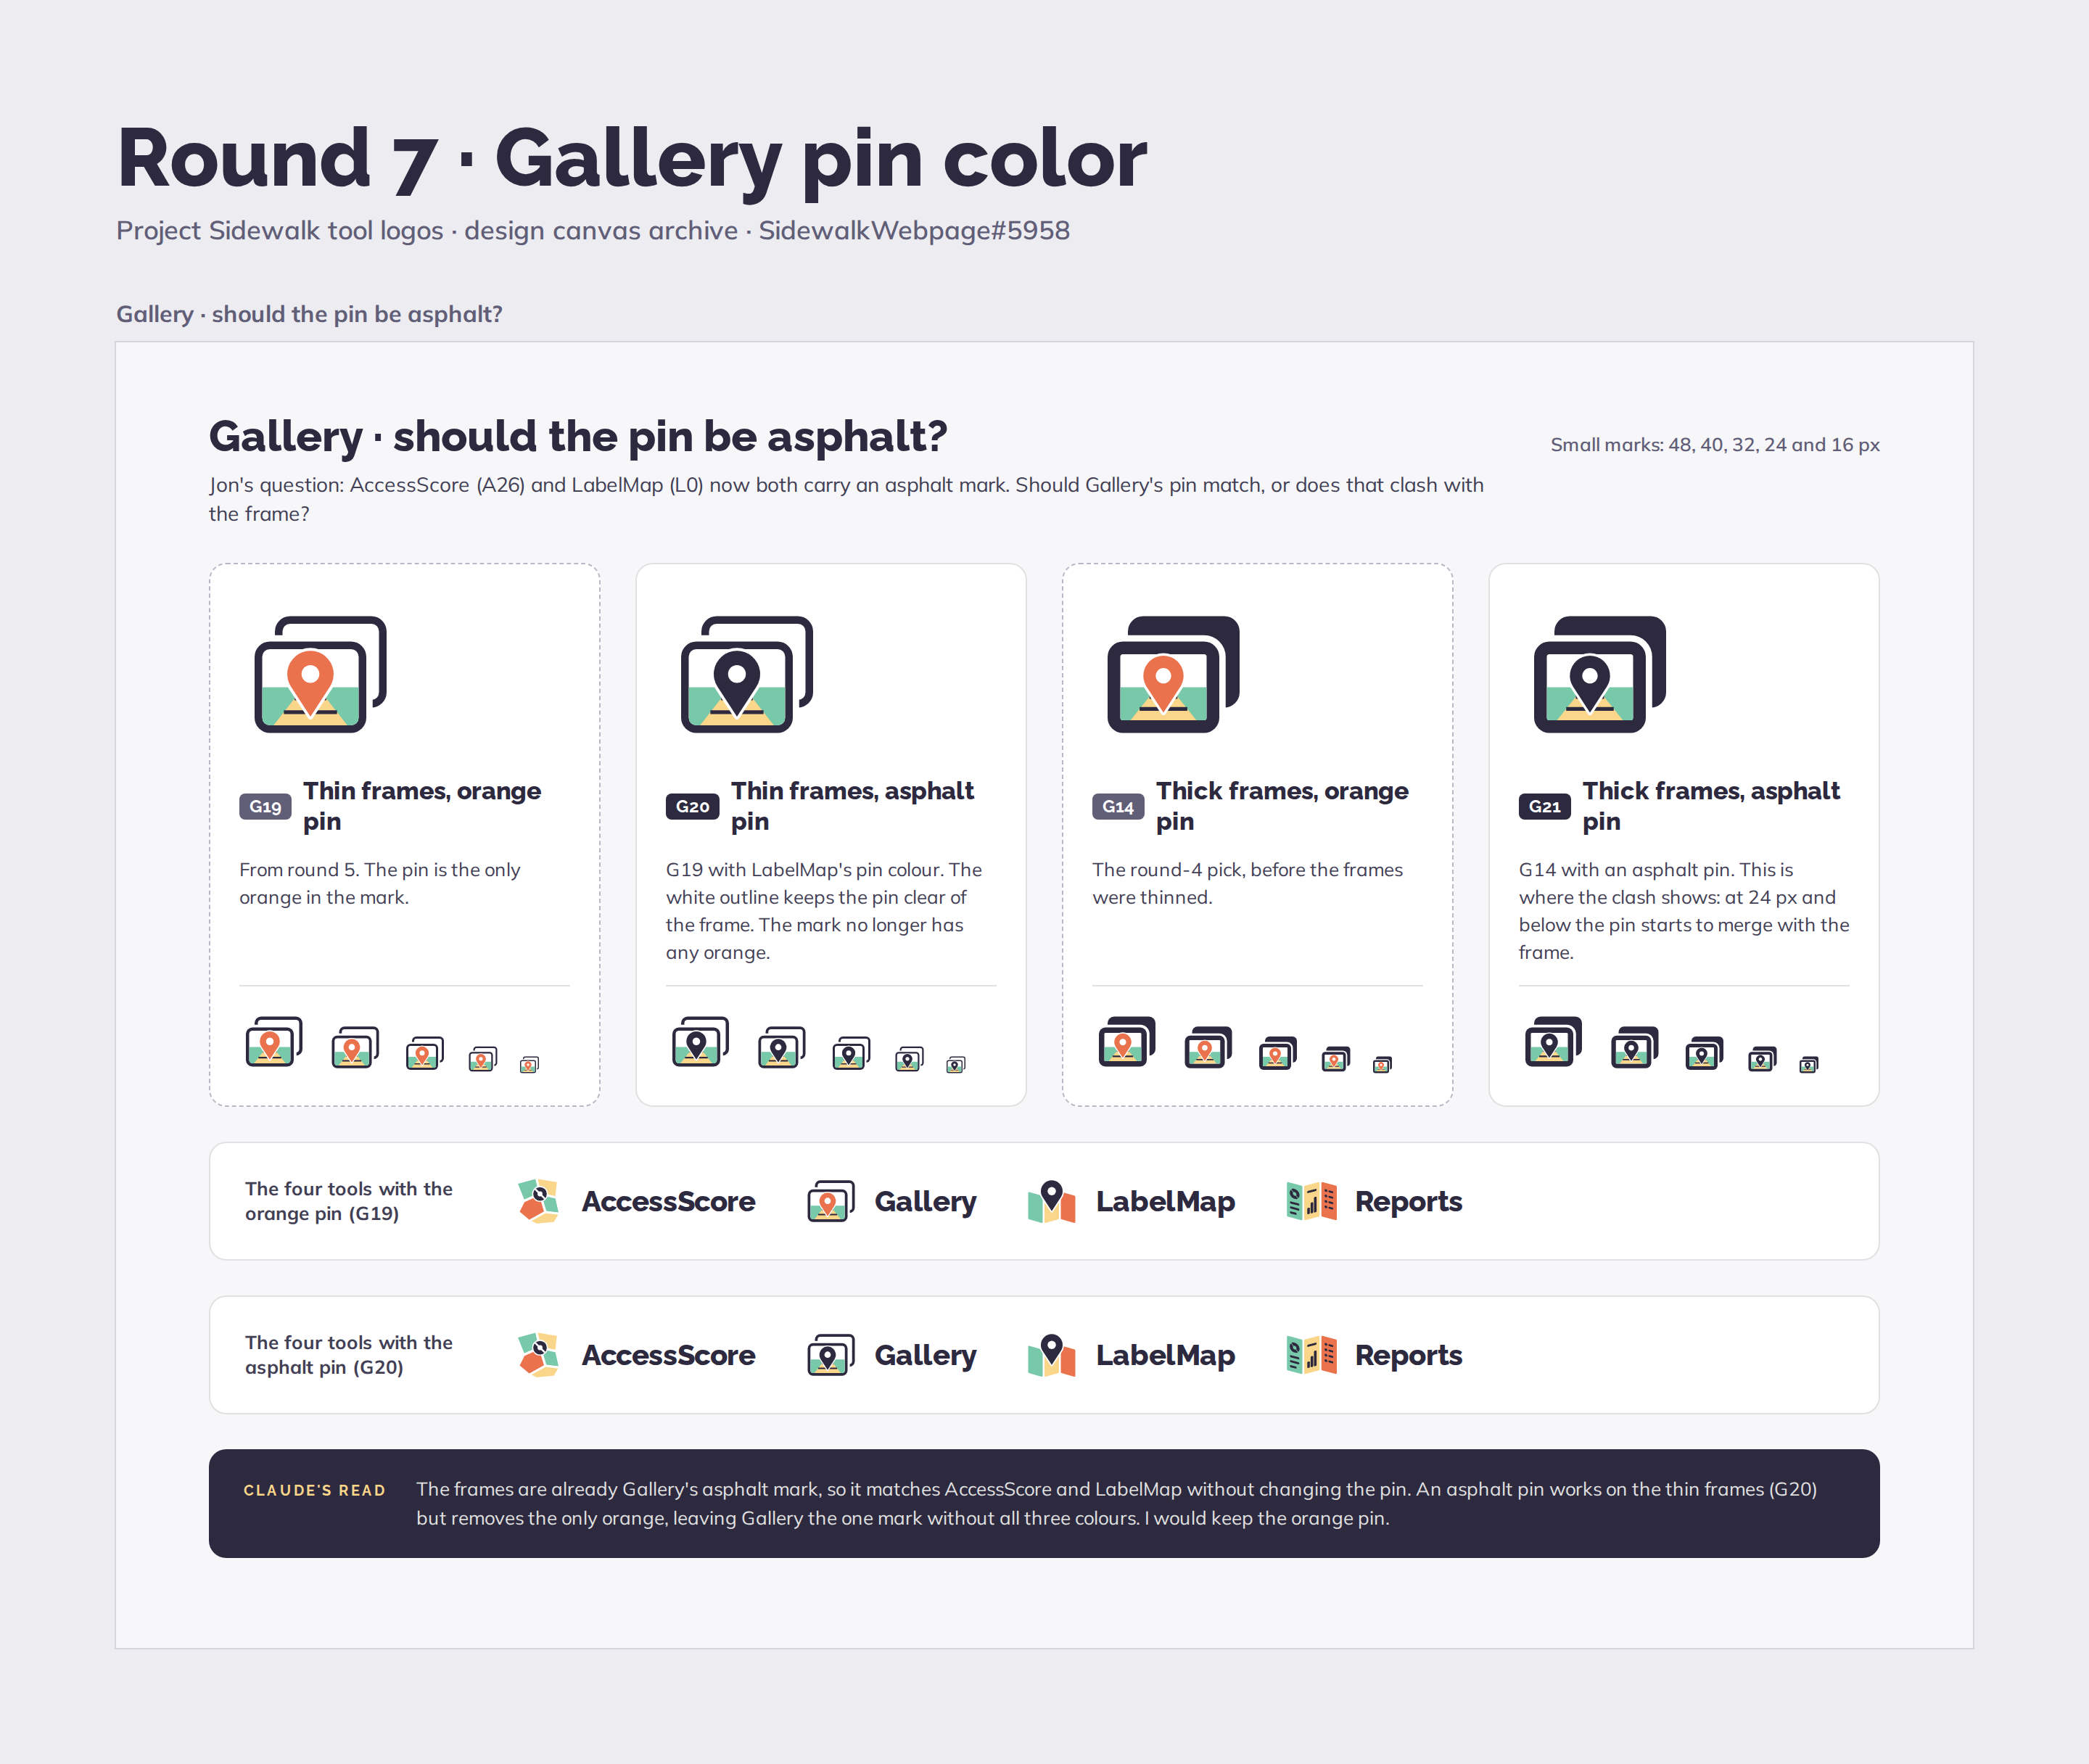 Round 7 · Gallery pin color
Project Sidewalk tool logos · design canvas archive · SidewalkWebpage#5958
Gallery · should the pin be asphalt?
Gallery · should the pin be asphalt?
Small marks: 48, 40, 32, 24 and 16 px
Jon's question: AccessScore (A26) and LabelMap (L0) now both carry an asphalt mark. Should Gallery's pin match, or does that clash with
the frame?
G19
Thin frames, orange
pin
From round 5. The pin is the only
orange in the mark.
G20
Thin frames, asphalt
pin
G19 with LabelMap's pin colour. The
white outline keeps the pin clear of
the frame. The mark no longer has
any orange.
G14
Thick frames, orange
pin
The round-4 pick, before the frames
were thinned.
G21
Thick frames, asphalt
pin
G14 with an asphalt pin. This is
where the clash shows: at 24 px and
below the pin starts to merge with the
frame.
The four tools with the
orange pin (G19)
AccessScore
Gallery
LabelMap
Reports
The four tools with the
asphalt pin (G20)
AccessScore
Gallery
LabelMap
Reports
CLAUDE'S READ
The frames are already Gallery's asphalt mark, so it matches AccessScore and LabelMap without changing the pin. An asphalt pin works on the thin frames (G20)
but removes the only orange, leaving Gallery the one mark without all three colours. I would keep the orange pin.